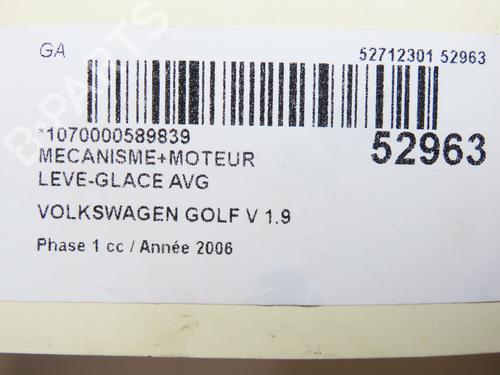 GA 52712301 52963
*1070000589839
52963
MECANISME+MOTEUR
LEVE-GLACE AVG
VOLKSWAGEN GOLF V 1.9
Phase 1 cc / Année 2006
B-PARTS